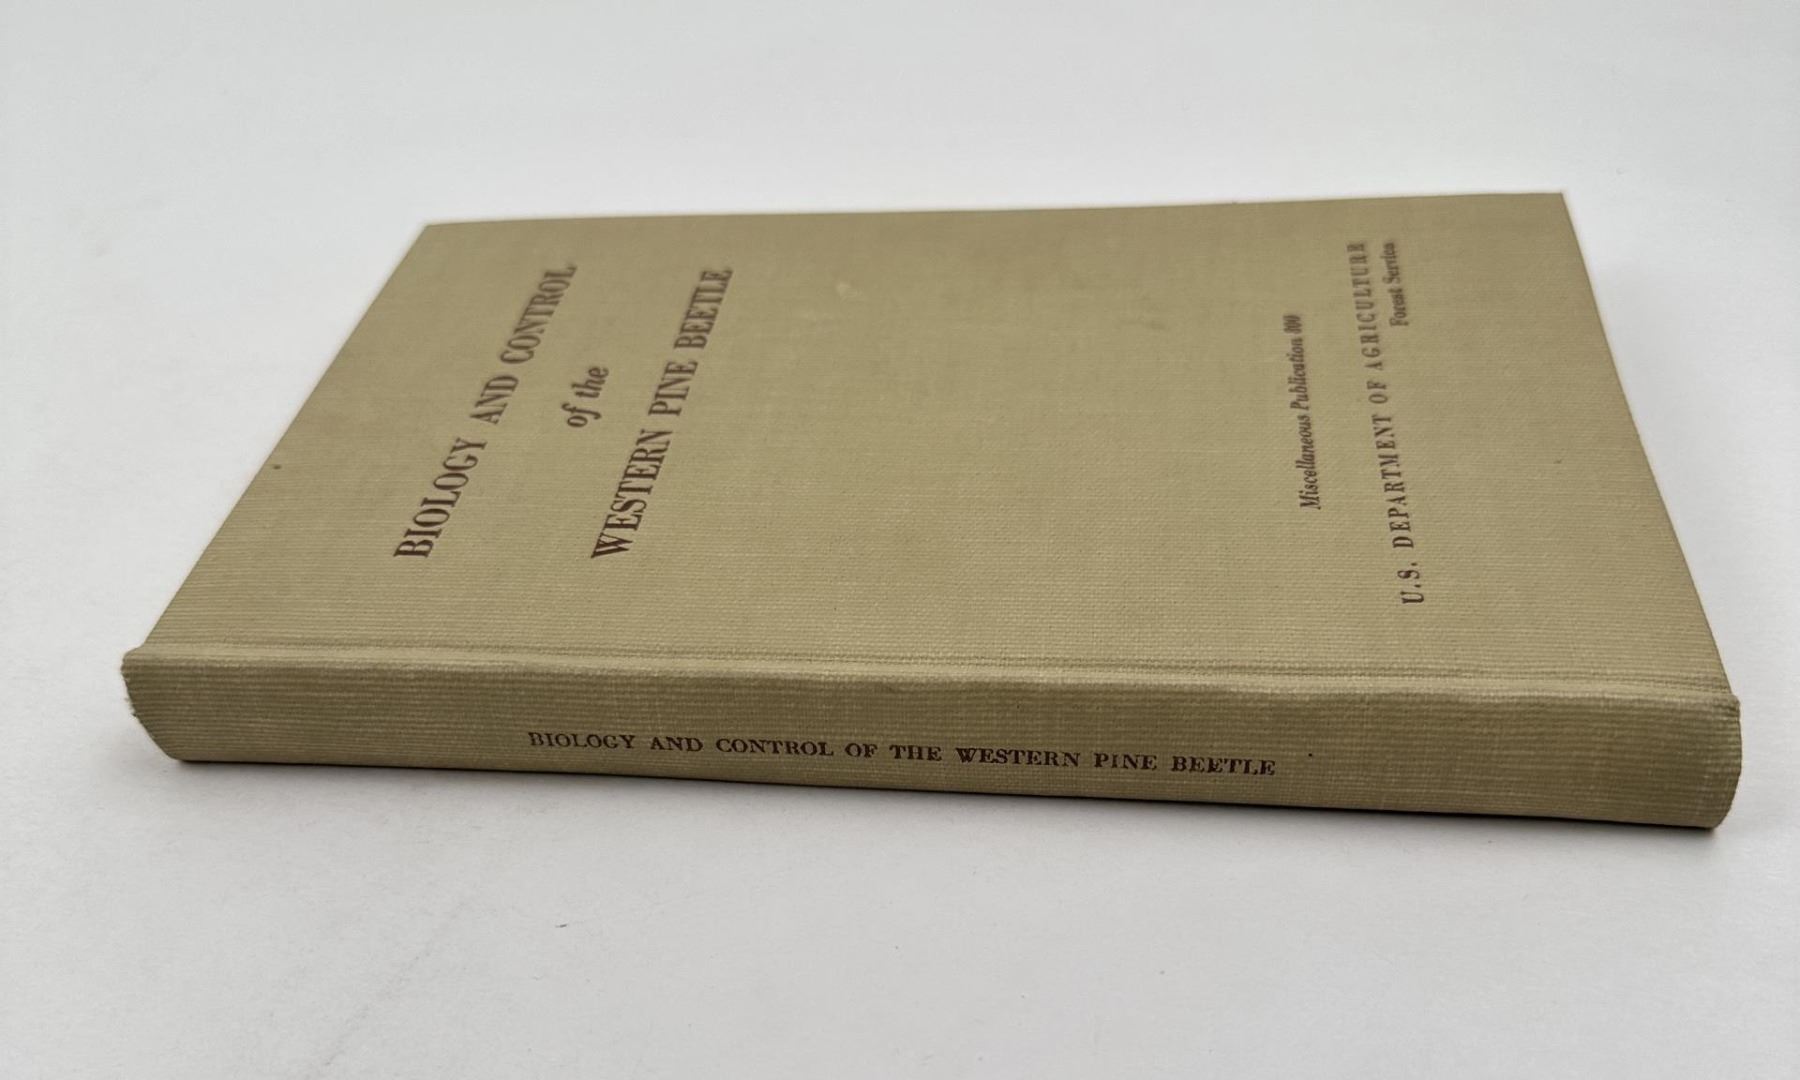 BIOLOGY AND CONTROL
of the
WESTERN PINE BEETLE
Miscellaneous Publication 800
U.S. DEPARTMENT OF AGRICULTURE
Forest Service
BIOLOGY AND CONTROL OF THE WESTERN PINE BEETLE